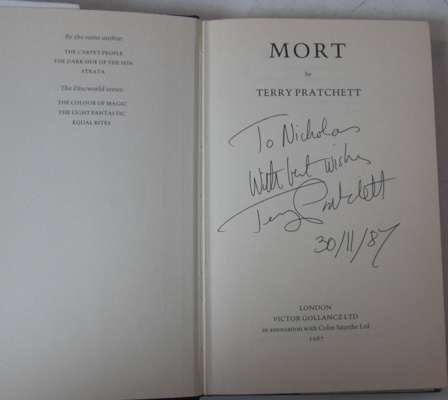 By the same author:
THE CARPET PEOPLE
THE DARK SIDE OF THE SUN
STRATA
The Discworld series:
THE COLOUR OF MAGIC
THE LIGHT FANTASTIC
EQUAL RITES
MORT
by
TERRY PRATCHETT
To Nicholas
With best wishes
Terry Pratchett
30/11/87
LONDON
VICTOR GOLLANCZ LTD
in association with Colin Smythe Ltd
1987